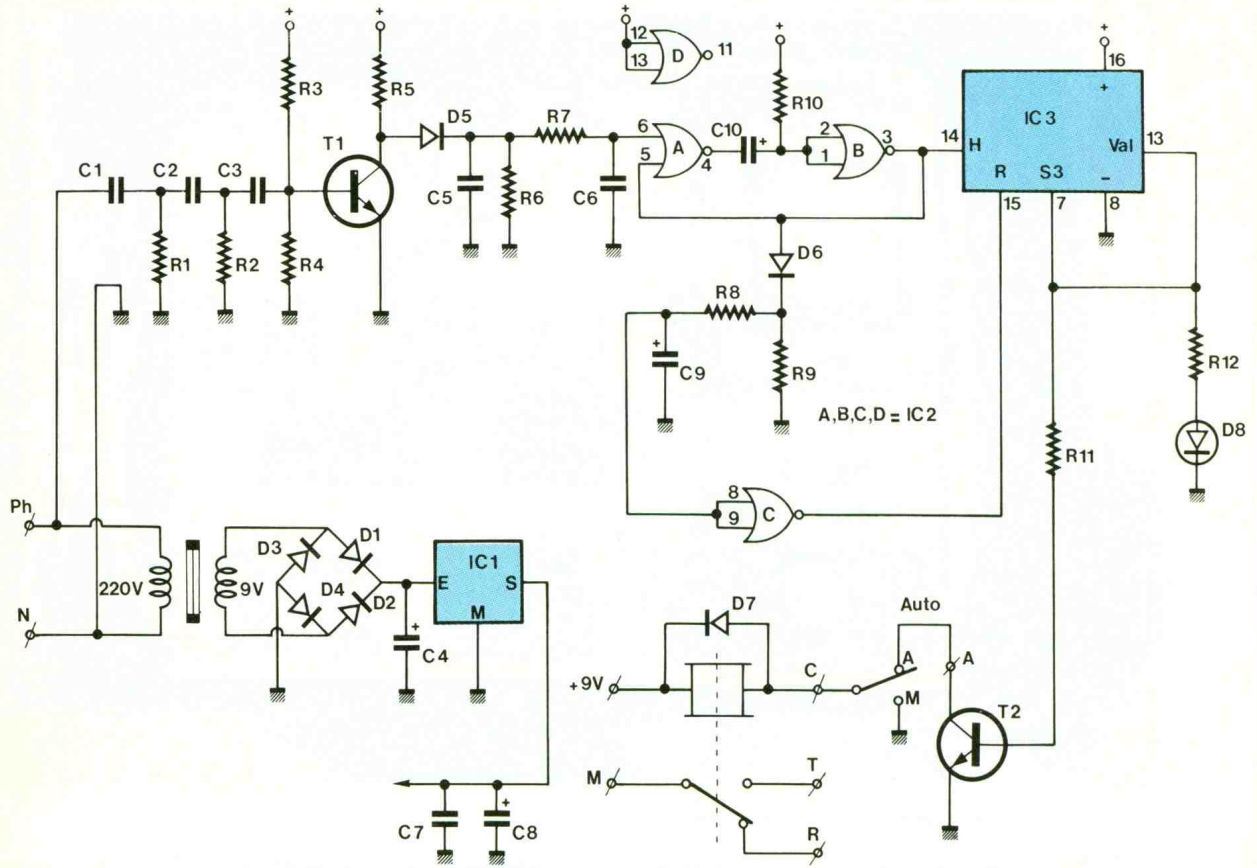 + + + +
12
13 D 11
+
16
R3 R5 R10
+
D5 R7 C10 IC3
T1 6 A 2 B 3 14 H Val 13
5 4 + 1
C1 C2 C3 R S3 –
C5 R6 C6 15 7 8
R1 R2 R4 D6
R8
+
C9 R9 R12
A,B,C,D = IC2
D8
R11
Ph 8
9 C
D3 D1 IC1
220V 9V E S
D4 D2 M
N D7 Auto
+
C4 C A A
+9V
M T2
M T
+
C7 C8 R